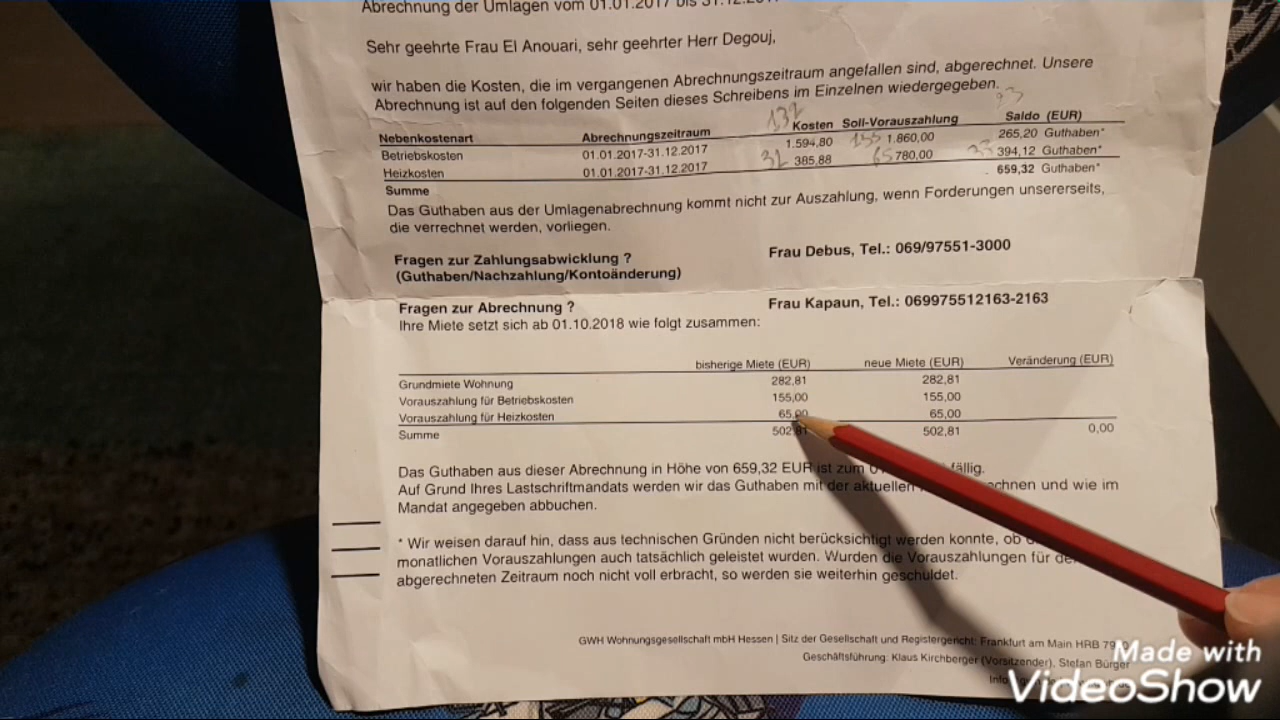 Abrechnung der Umlagen vom 01.01.2017 bis 31.12.2017
Sehr geehrte Frau El Anouari, sehr geehrter Herr Degouj,
wir haben die Kosten, die im vergangenen Abrechnungszeitraum angefallen sind, abgerechnet. Unsere
Abrechnung ist auf den folgenden Seiten dieses Schreibens im Einzelnen wiedergegeben.
93
132
Nebenkostenart Abrechnungszeitraum Kosten Soll-Vorauszahlung Saldo (EUR)
Betriebskosten 01.01.2017-31.12.2017 1.594,80 155 1.860,00 265,20 Guthaben*
Heizkosten 01.01.2017-31.12.2017 32 385,88 65 780,00 33 394,12 Guthaben*
Summe 659,32 Guthaben*
Das Guthaben aus der Umlagenabrechnung kommt nicht zur Auszahlung, wenn Forderungen unsererseits,
die verrechnet werden, vorliegen.
Fragen zur Zahlungsabwicklung ? Frau Debus, Tel.: 069/97551-3000
(Guthaben/Nachzahlung/Kontoänderung)
Fragen zur Abrechnung ? Frau Kapaun, Tel.: 069975512163-2163
Ihre Miete setzt sich ab 01.10.2018 wie folgt zusammen:
bisherige Miete (EUR) neue Miete (EUR) Veränderung (EUR)
Grundmiete Wohnung 282,81 282,81
Vorauszahlung für Betriebskosten 155,00 155,00
Vorauszahlung für Heizkosten 65,00 65,00
Summe 502,81 502,81 0,00
Das Guthaben aus dieser Abrechnung in Höhe von 659,32 EUR ist zum fällig.
Auf Grund Ihres Lastschriftmandats werden wir das Guthaben mit der aktuellen und wie im
Mandat angegeben abbuchen.
* Wir weisen darauf hin, dass aus technischen Gründen nicht berücksichtigt werden konnte, ob
monatlichen Vorauszahlungen auch tatsächlich geleistet wurden. Wurden die Vorauszahlungen für
abgerechneten Zeitraum noch nicht voll erbracht, so werden sie weiterhin geschuldet.
GWH Wohnungsgesellschaft mbH Hessen | Sitz der Gesellschaft und Registergericht: Frankfurt am Main HRB
Geschäftsführung: Klaus Kirchberger (Vorsitzender), Stefan Bürger
Made with
VideoShow